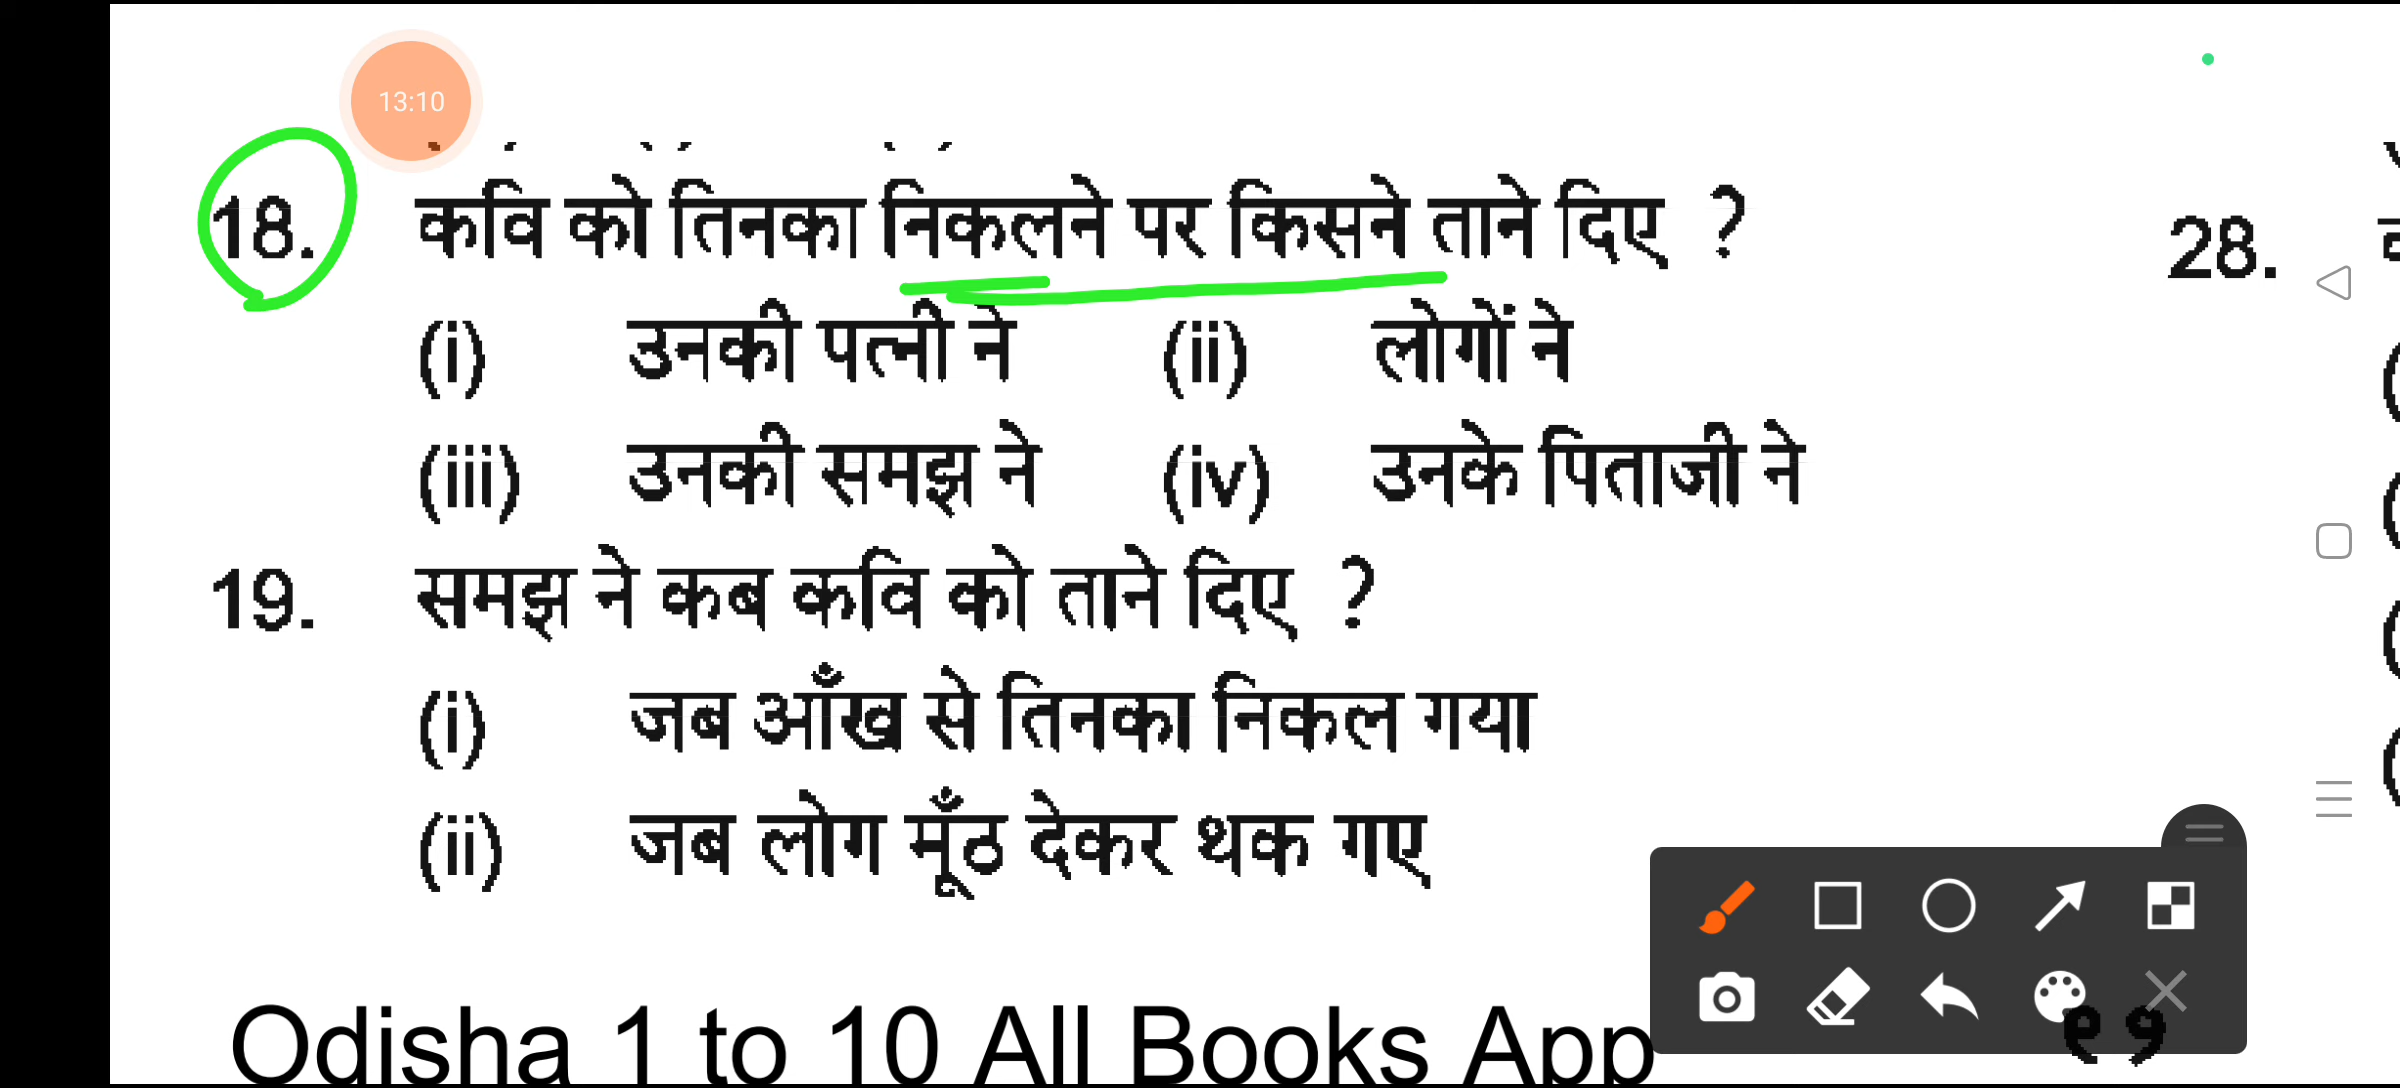 13:10
18. कवि को तिनका निकलने पर किसने ताने दिए ?
(i) उनकी पत्नी ने (ii) लोगों ने
(iii) उनकी समझ ने (iv) उनके पिताजी ने
19. समझ ने कब कवि को ताने दिए ?
(i) जब आँख से तिनका निकल गया
(ii) जब लोग मूँठ देकर थक गए
Odisha 1 to 10 All Books App
28.